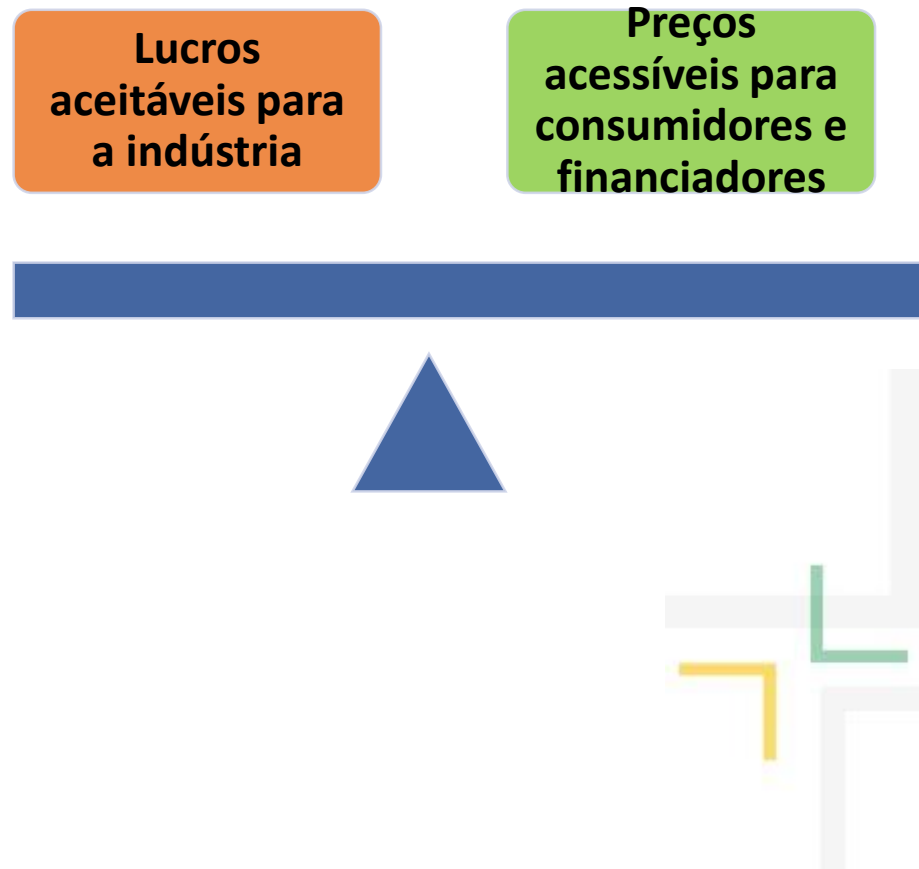 Lucros
aceitáveis para
a indústria
Preços
acessíveis para
consumidores e
financiadores